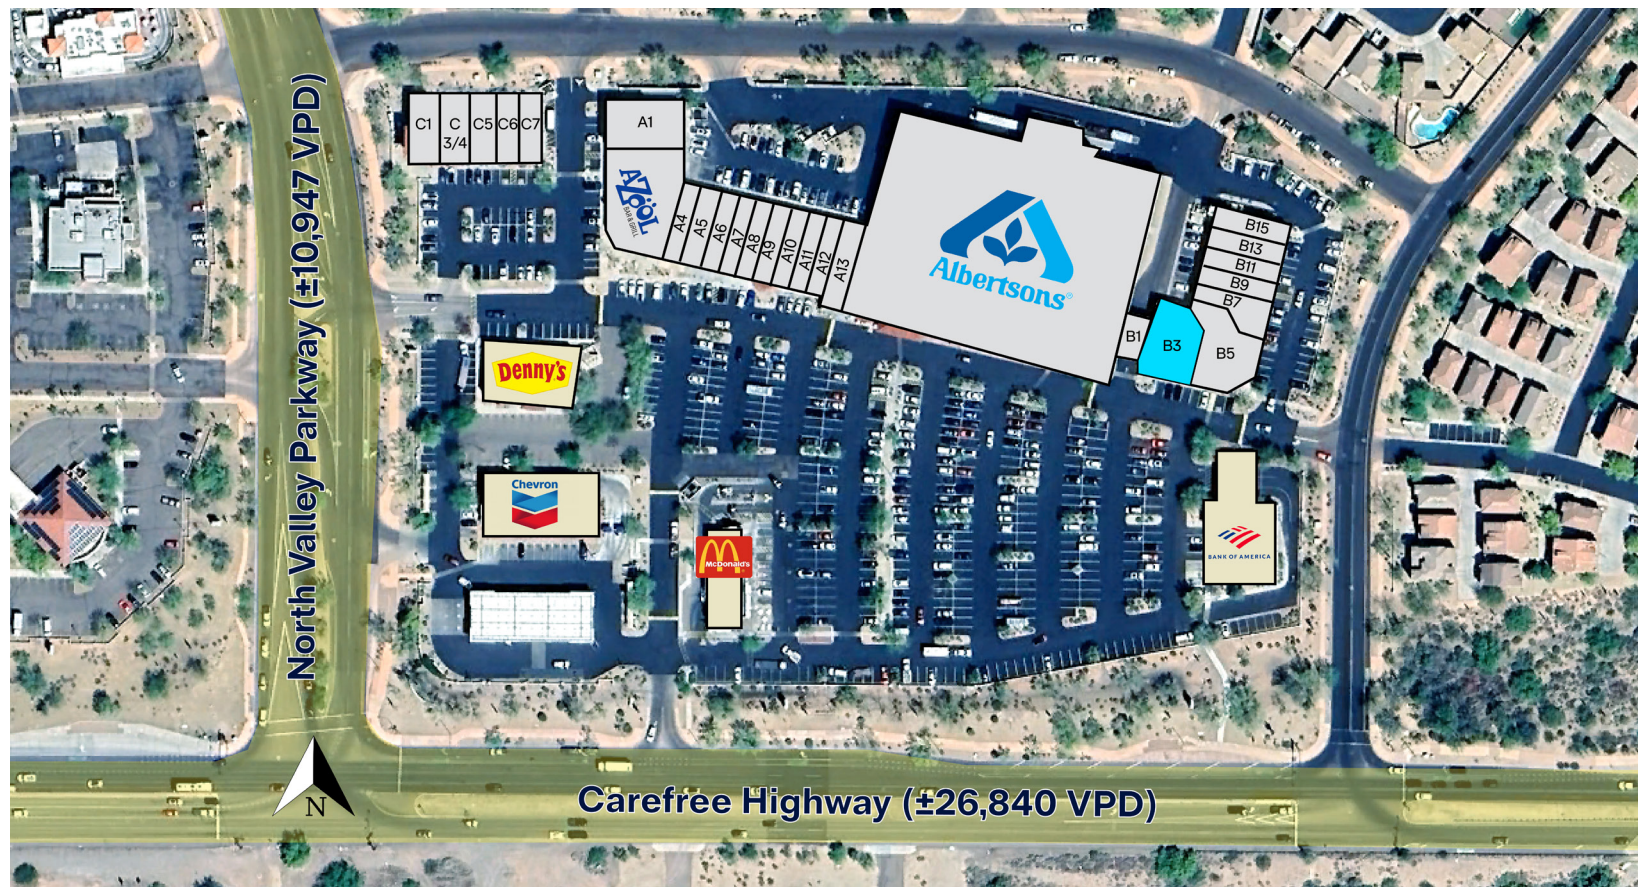 C1
C
3/4
C5
C6
C7
A1
AZOOL
BAR & GRILL
A4
A5
A6
A7
A8
A9
A10
A11
A12
A13
Albertsons®
B15
B13
B11
B9
B7
B1
B3
B5
Denny's
Chevron
McDonald's
BANK OF AMERICA
North Valley Parkway (±10,947 VPD)
N
Carefree Highway (±26,840 VPD)